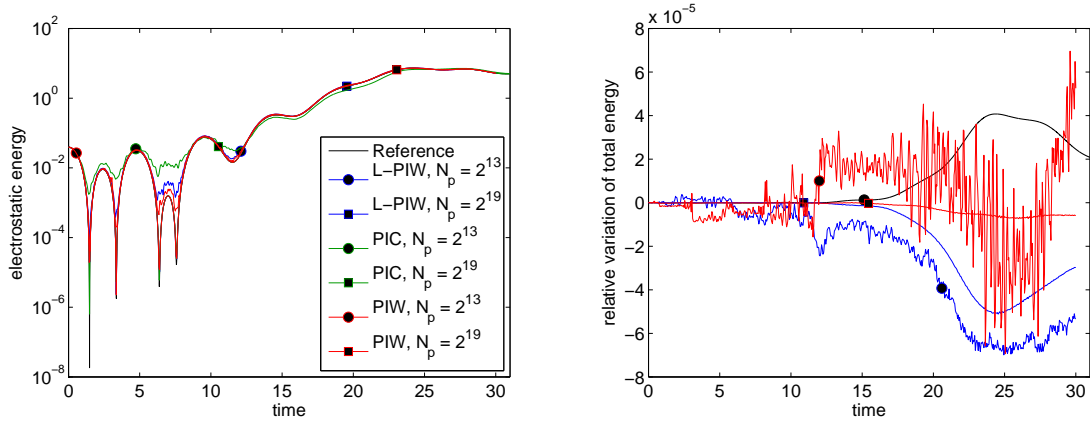 10^2
10^0
10^−2
10^−4
10^−6
10^−8
0 5 10 15 20 25 30
time
electrostatic energy
Reference
L−PIW, N_p = 2^13
L−PIW, N_p = 2^19
PIC, N_p = 2^13
PIC, N_p = 2^19
PIW, N_p = 2^13
PIW, N_p = 2^19
x 10^−5
8
6
4
2
0
−2
−4
−6
−8
0 5 10 15 20 25 30
time
relative variation of total energy